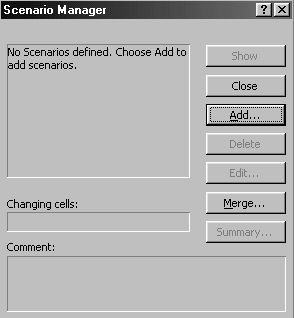 Scenario Manager
No Scenarios defined. Choose Add to
add scenarios.
Show
Close
Add...
Delete
Edit...
Merge...
Summary...
Changing cells:
Comment: